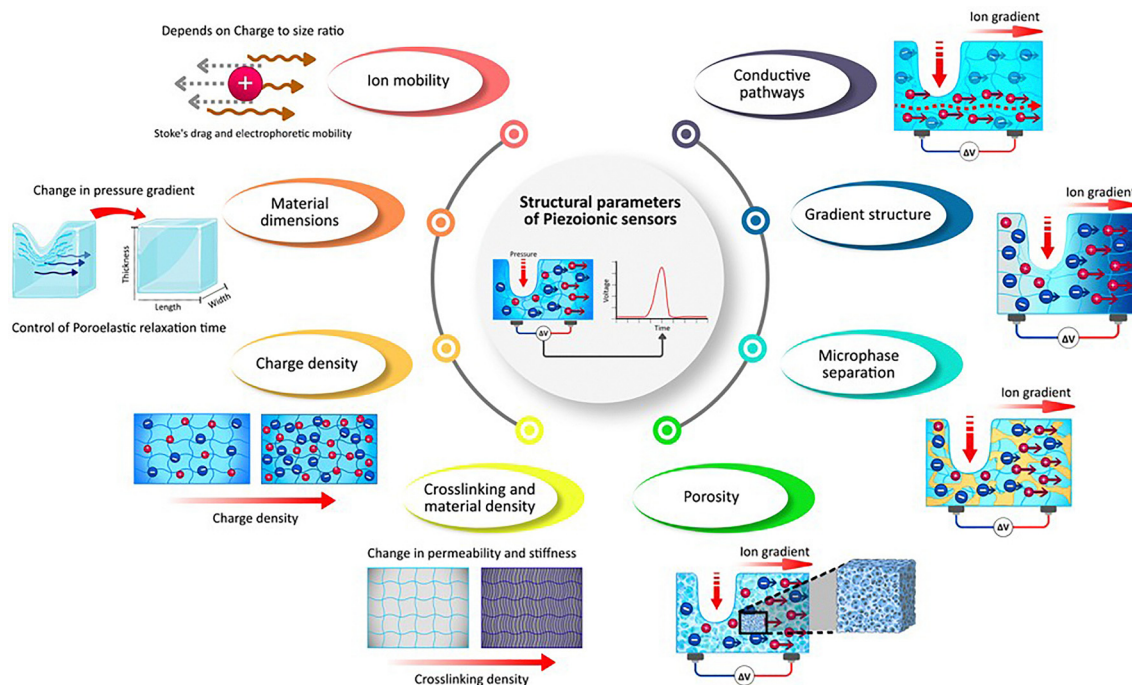 Depends on Charge to size ratio
+
Stoke's drag and electrophoretic mobility
Ion mobility
Change in pressure gradient
Thickness
Length
Width
Control of Poroelastic relaxation time
Material
dimensions
Charge density
Charge density
Crosslinking and
material density
Change in permeability and stiffness
Crosslinking density
Structural parameters
of Piezoionic sensors
Pressure
ΔV
Voltage
Time
Conductive
pathways
Ion gradient
ΔV
Gradient structure
Ion gradient
ΔV
Microphase
separation
Ion gradient
ΔV
Porosity
Ion gradient
ΔV